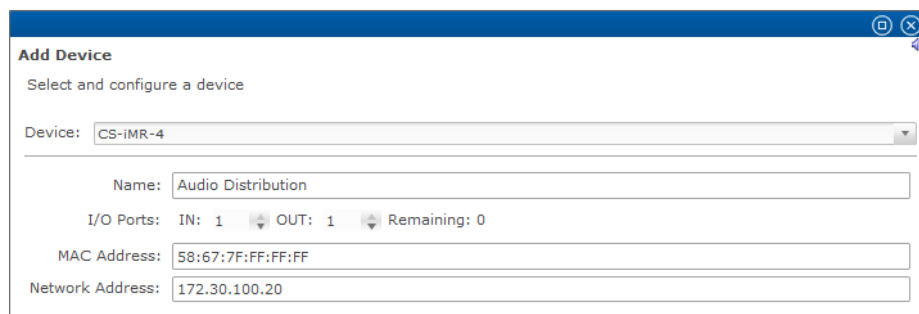 Add Device
Select and configure a device
Device: CS-iMR-4
Name: Audio Distribution
I/O Ports: IN: 1 OUT: 1 Remaining: 0
MAC Address: 58:67:7F:FF:FF:FF
Network Address: 172.30.100.20